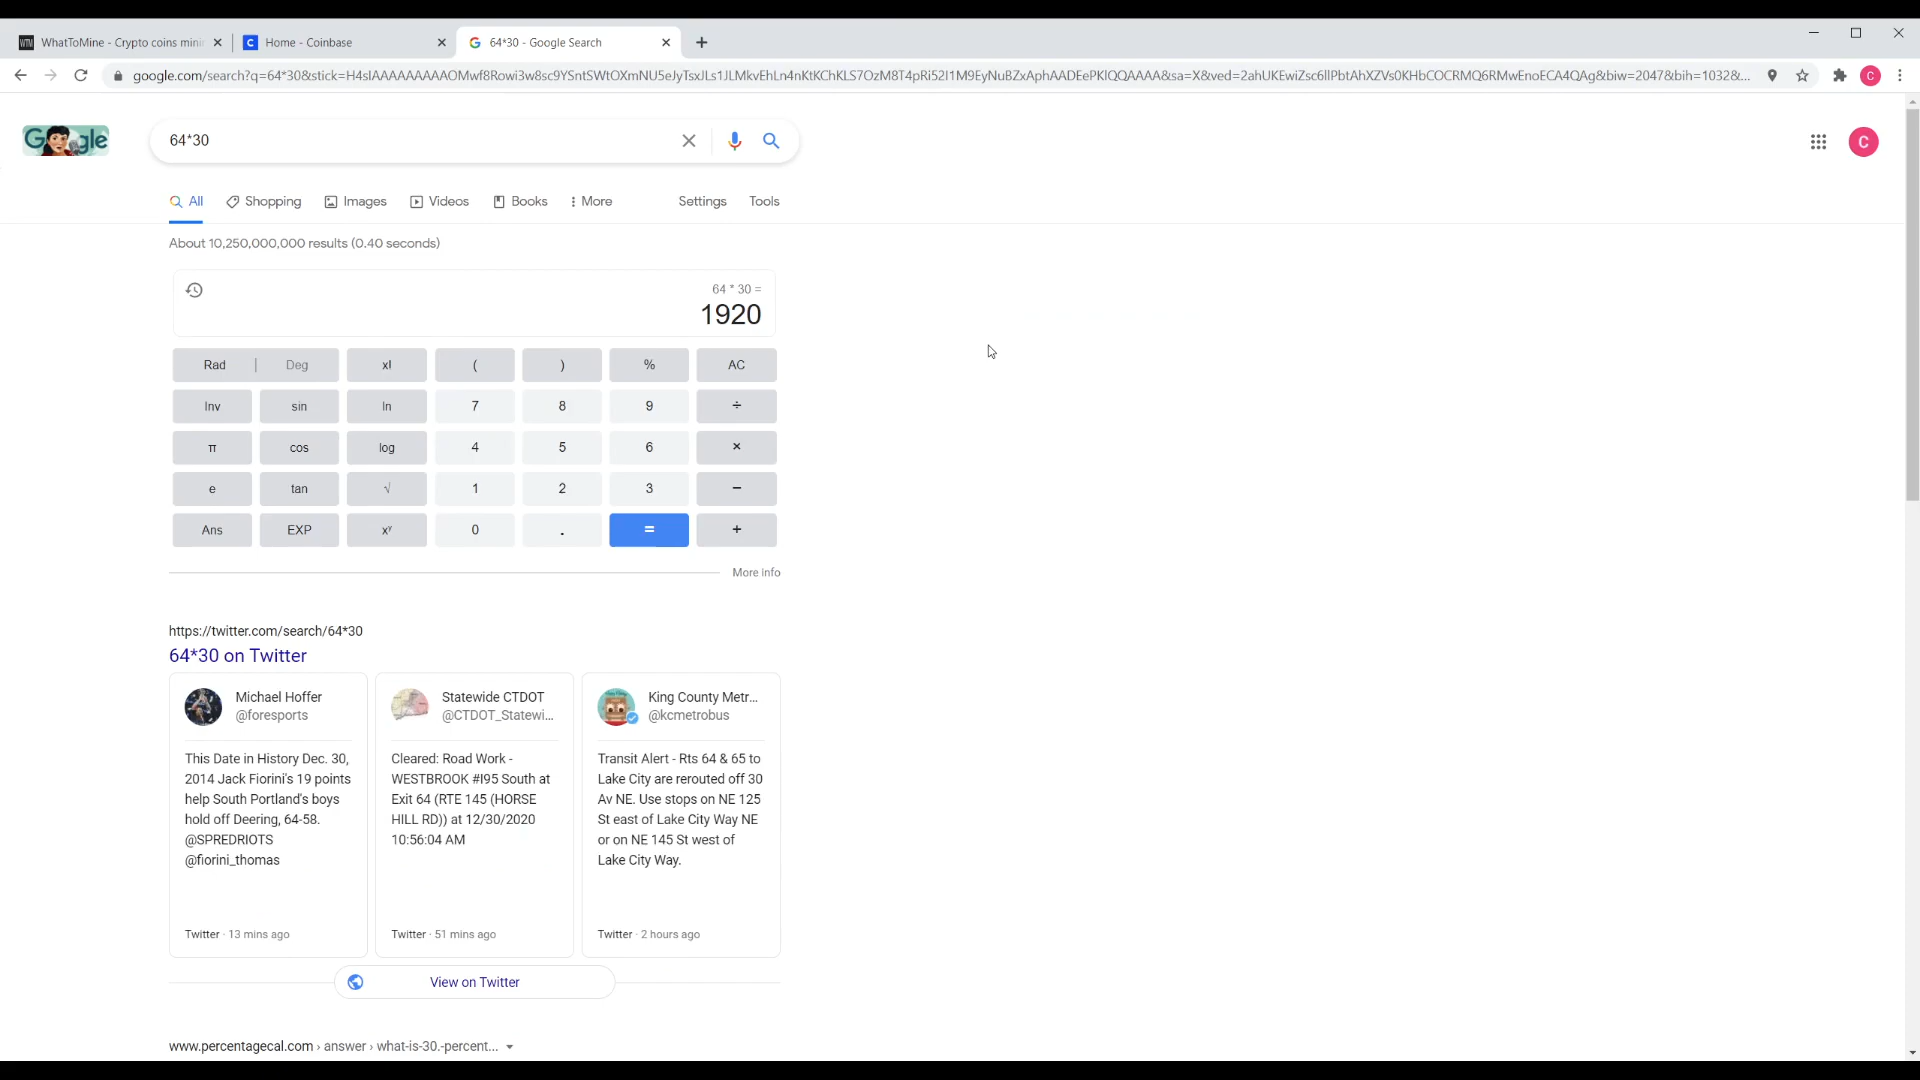 WhatToMine - Crypto coins mini
Home - Coinbase
64*30 - Google Search
google.com/search?q=64*30&stick=H4sIAAAAAAAAAOMwf8Rowi3w8sc9YSntSWtOXmNU5eJyTsxJLs1JLMkvEhLn4nKtKChKLS7OzM8T4pRi52I1M9EyNuBZxAphAADEePKlQQAAAA&sa=X&ved=2ahUKEwiZsc6llPbtAhXZVs0KHbCOCRMQ6RMwEnoECA4QAg&biw=2047&bih=1032&...
C
Google
64*30
C
All
Shopping
Images
Videos
Books
More
Settings
Tools
About 10,250,000,000 results (0.40 seconds)
64 * 30 =
1920
Rad | Deg x! ( ) % AC
Inv sin ln 7 8 9 ÷
π cos log 4 5 6 ×
e tan √ 1 2 3 −
Ans EXP xʸ 0 . = +
More info
https://twitter.com/search/64*30
64*30 on Twitter
Michael Hoffer
@foresports
This Date in History Dec. 30,
2014 Jack Fiorini's 19 points
help South Portland's boys
hold off Deering, 64-58.
@SPREDRIOTS
@fiorini_thomas
Twitter · 13 mins ago
Statewide CTDOT
@CTDOT_Statewi...
Cleared: Road Work -
WESTBROOK #I95 South at
Exit 64 (RTE 145 (HORSE
HILL RD)) at 12/30/2020
10:56:04 AM
Twitter · 51 mins ago
King County Metr...
@kcmetrobus
Transit Alert - Rts 64 & 65 to
Lake City are rerouted off 30
Av NE. Use stops on NE 125
St east of Lake City Way NE
or on NE 145 St west of
Lake City Way.
Twitter · 2 hours ago
View on Twitter
www.percentagecal.com › answer › what-is-30.-percent...